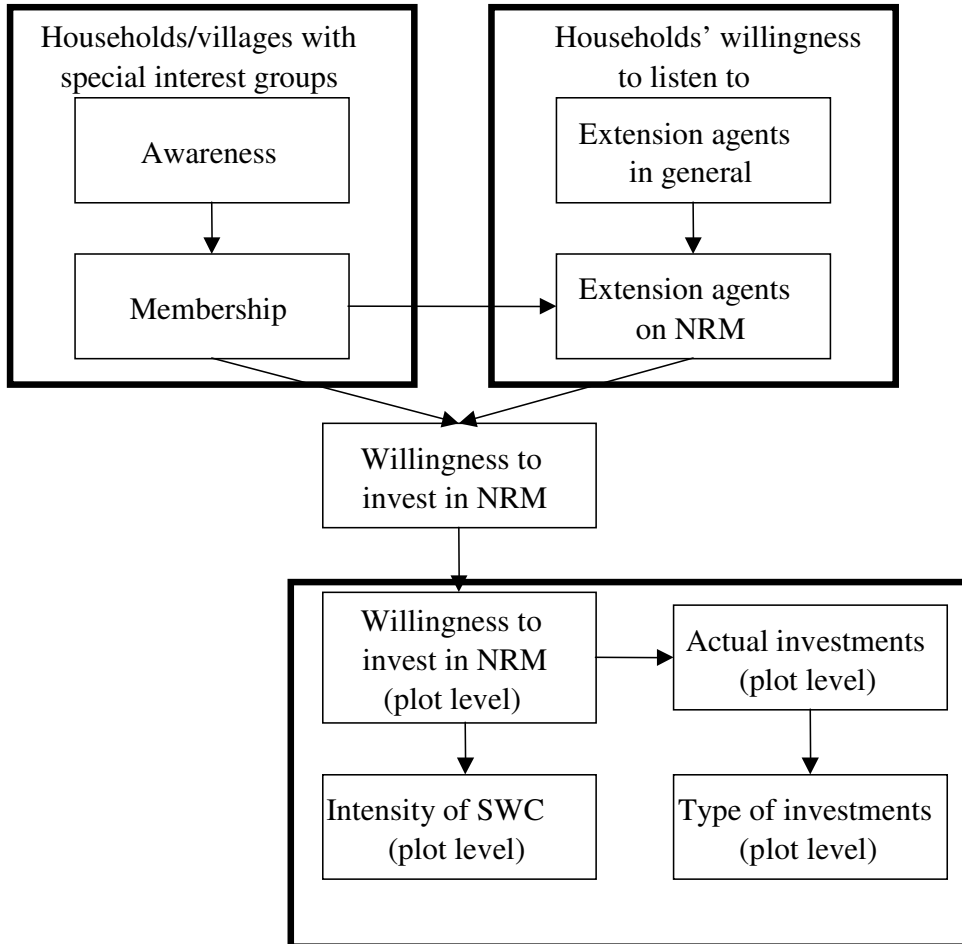 Households/villages with
special interest groups
Awareness
Membership
Households’ willingness
to listen to
Extension agents
in general
Extension agents
on NRM
Willingness to
invest in NRM
Willingness to
invest in NRM
(plot level)
Actual investments
(plot level)
Intensity of SWC
(plot level)
Type of investments
(plot level)